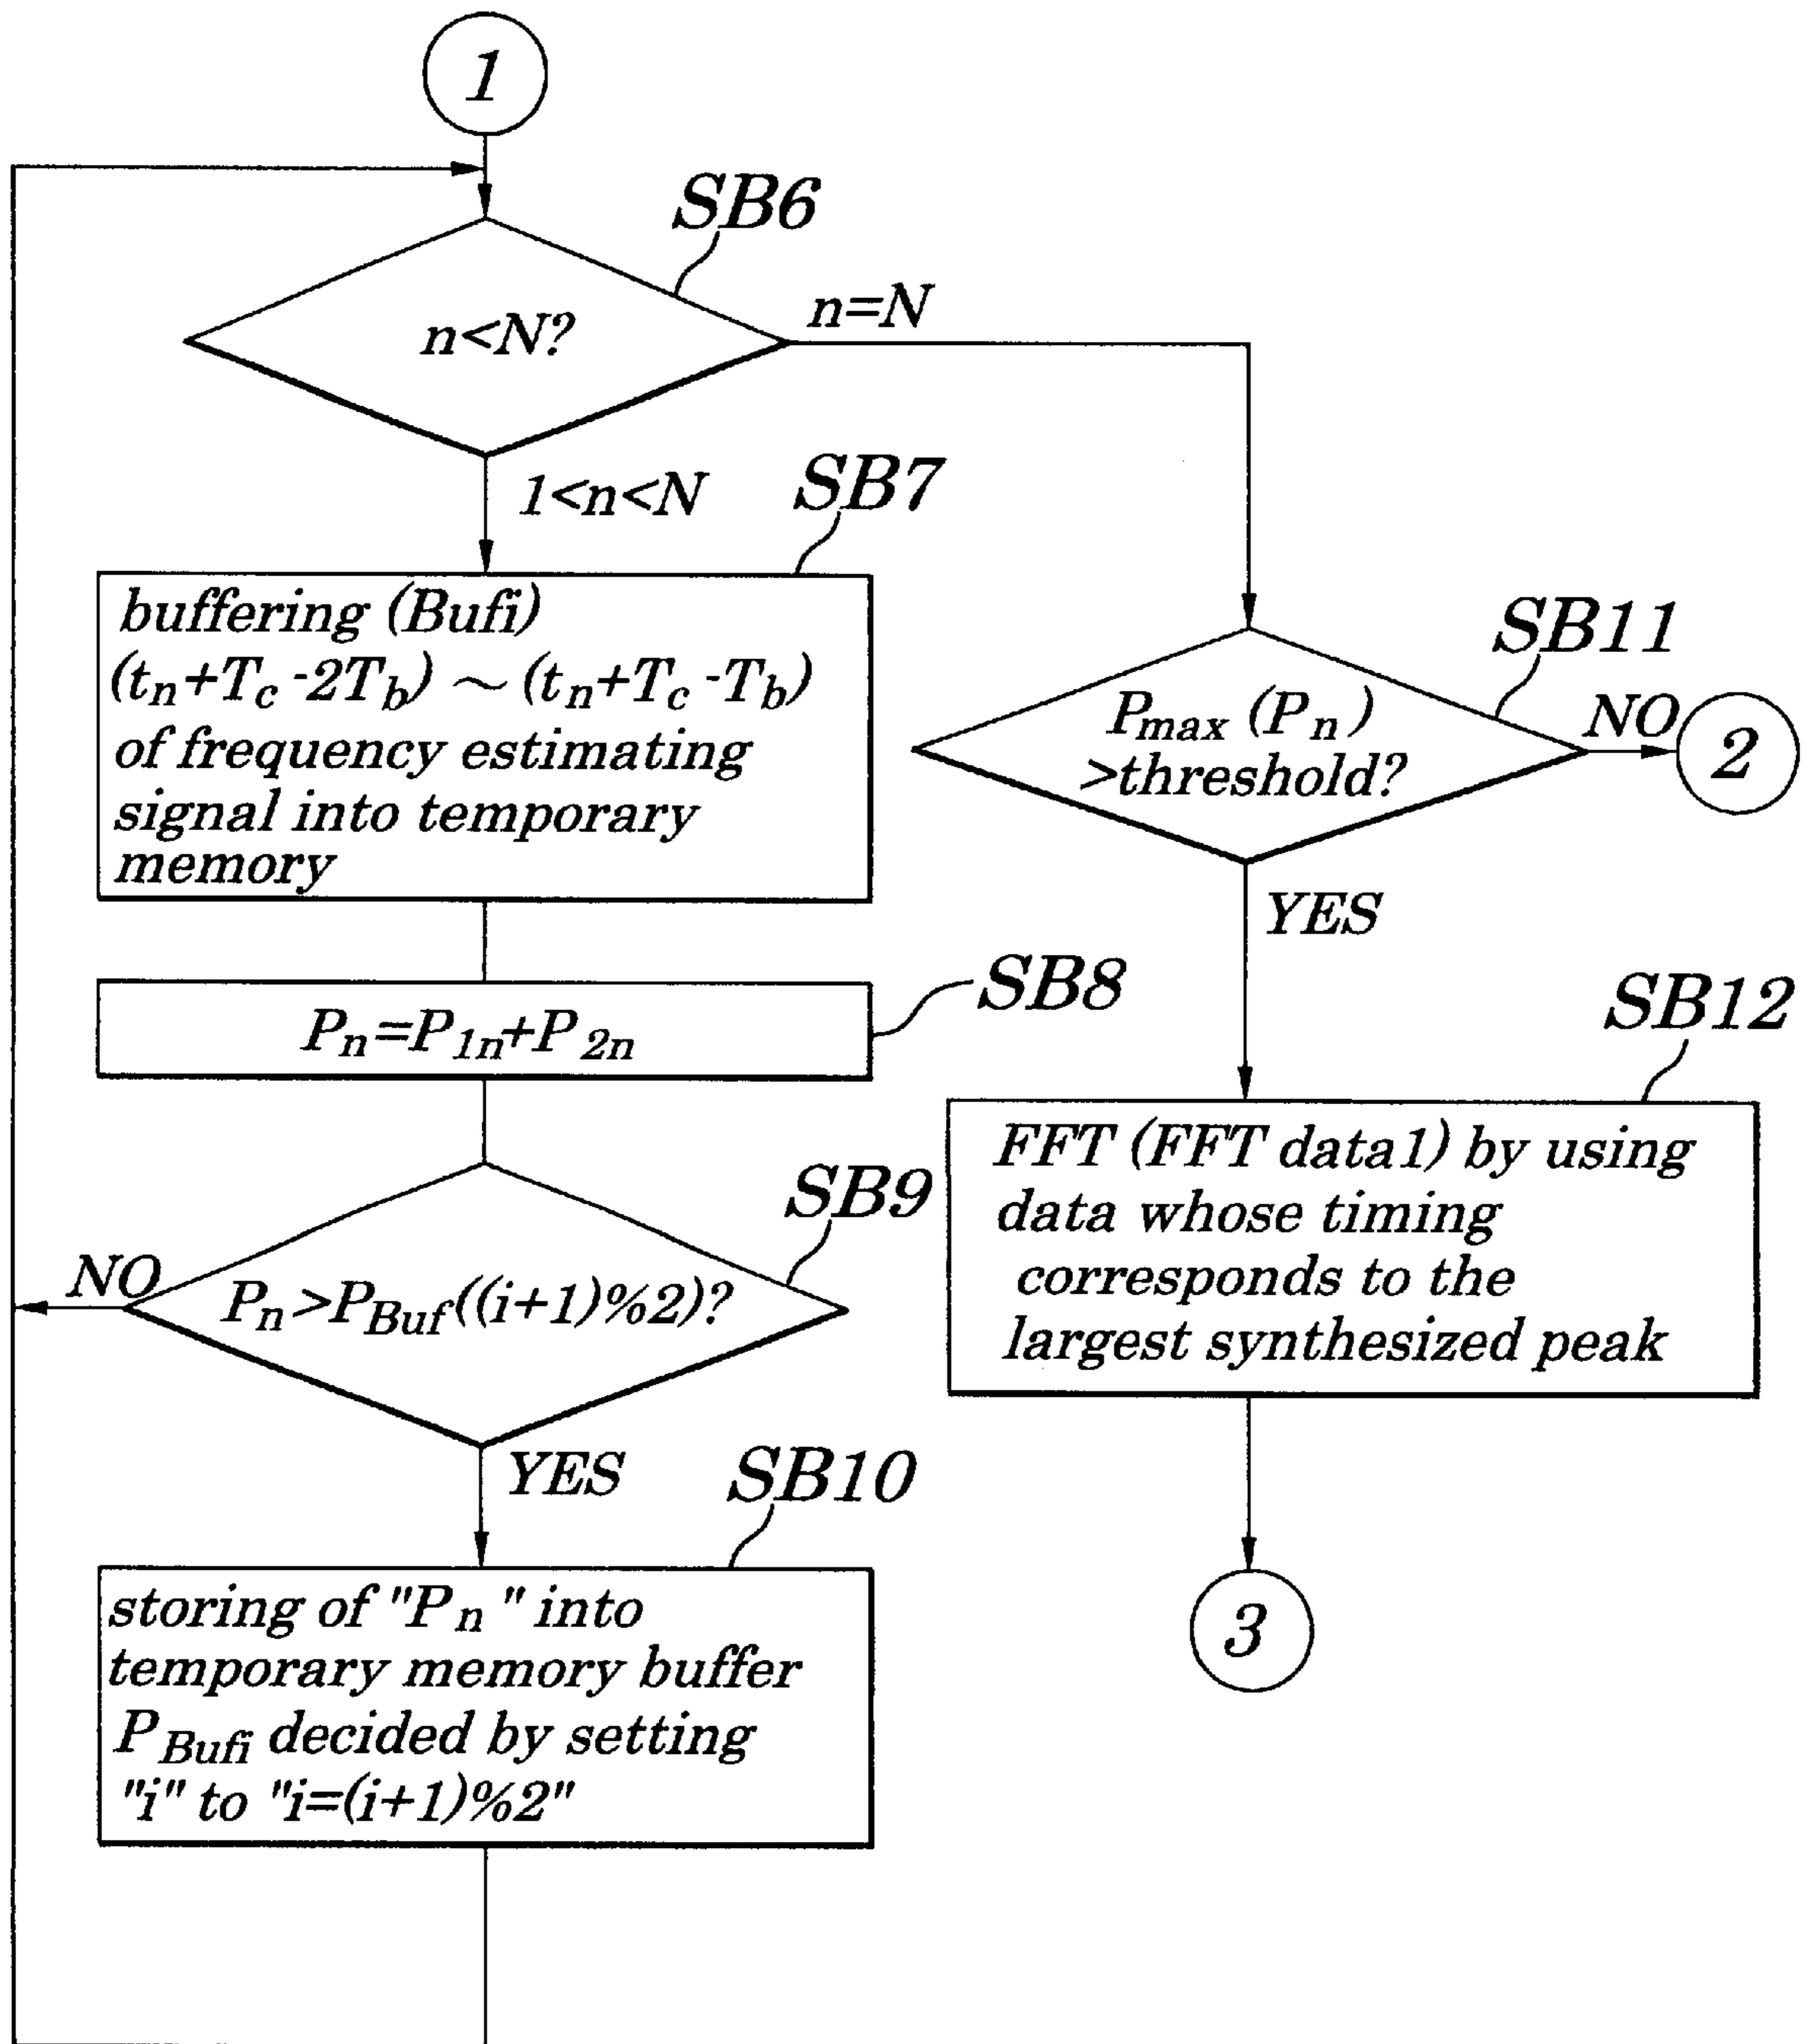 1
SB6
n<N?
n=N
1<n<N
SB7
buffering (Bufi)
(tn+Tc-2Tb) ~ (tn+Tc-Tb)
of frequency estimating
signal into temporary
memory
SB8
Pn=P1n+P2n
SB9
NO
Pn>PBuf((i+1)%2)?
YES
SB10
storing of "Pn" into
temporary memory buffer
PBufi decided by setting
"i" to "i=(i+1)%2"
SB11
Pmax (Pn)
>threshold?
NO
2
YES
SB12
FFT (FFT data1) by using
data whose timing
corresponds to the
largest synthesized peak
3